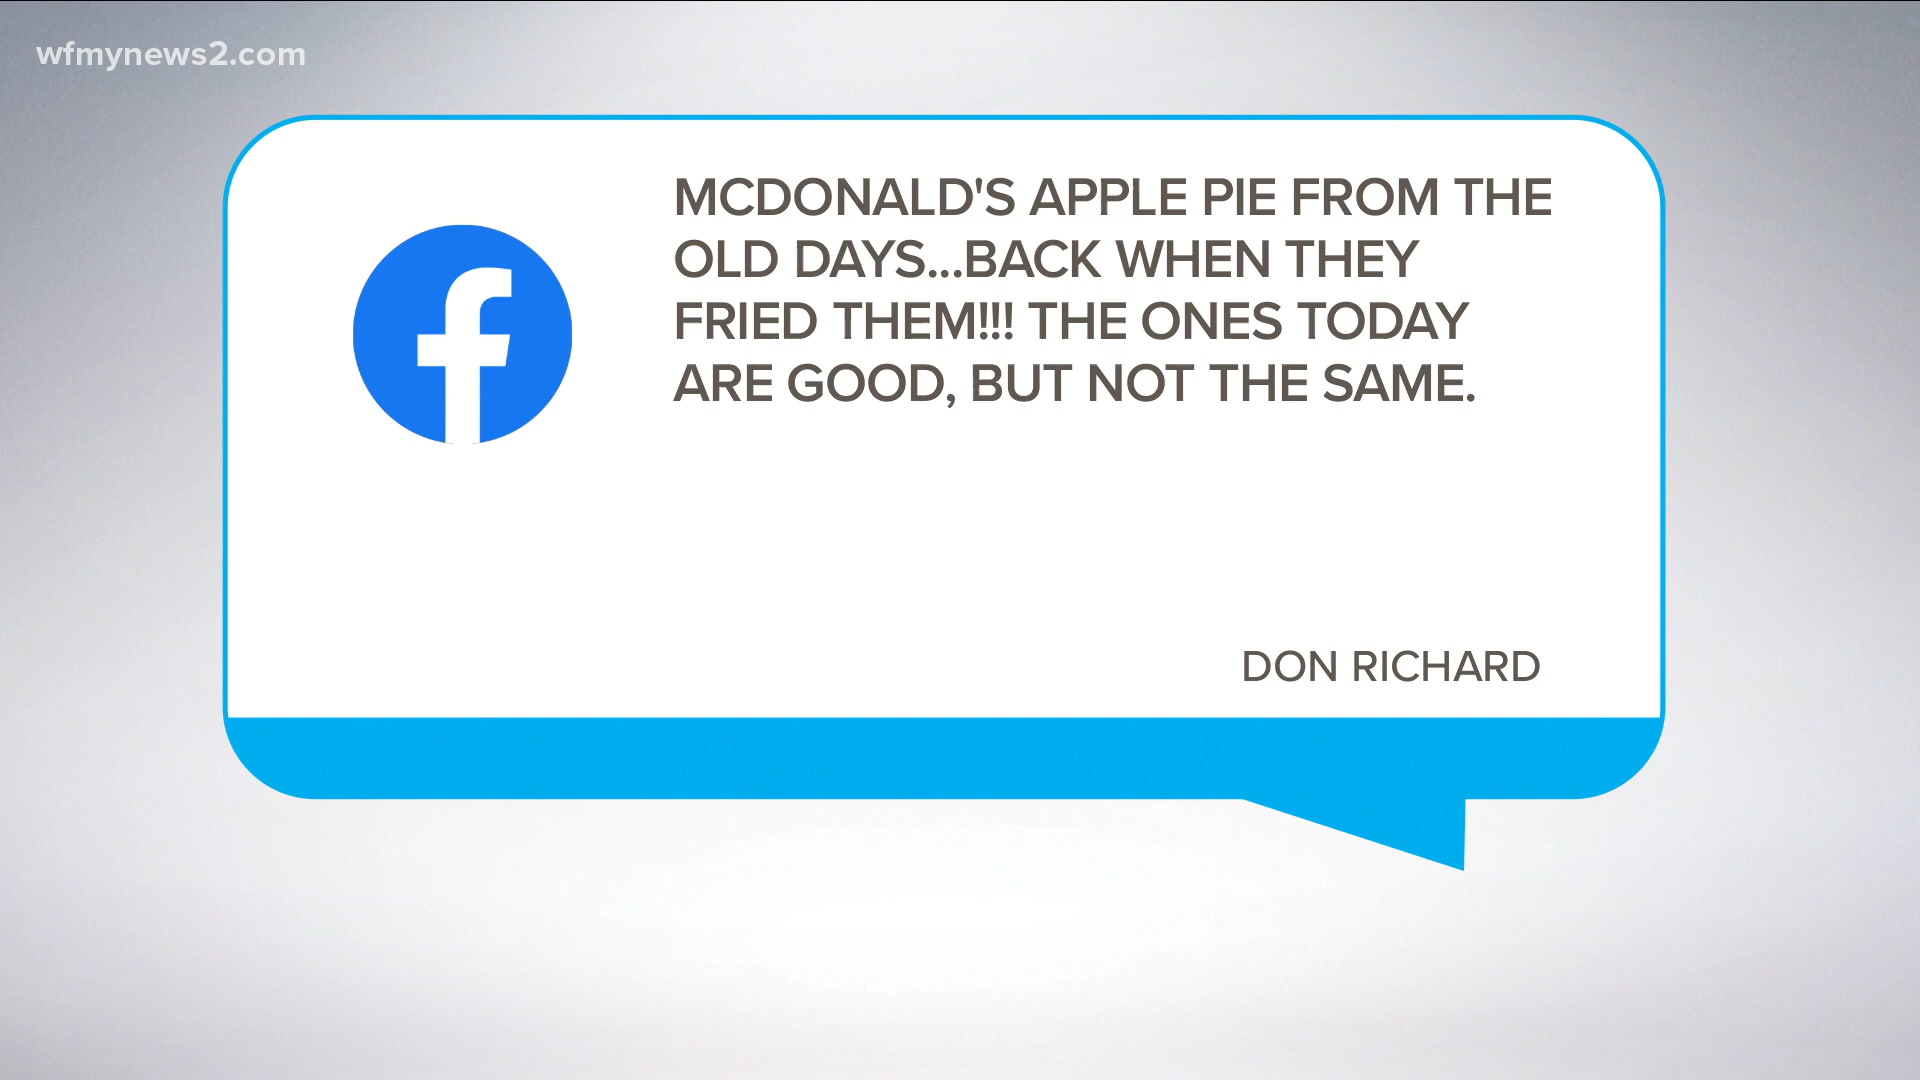 wfmynews2.com
MCDONALD'S APPLE PIE FROM THE
OLD DAYS...BACK WHEN THEY
FRIED THEM!!! THE ONES TODAY
ARE GOOD, BUT NOT THE SAME.
DON RICHARD